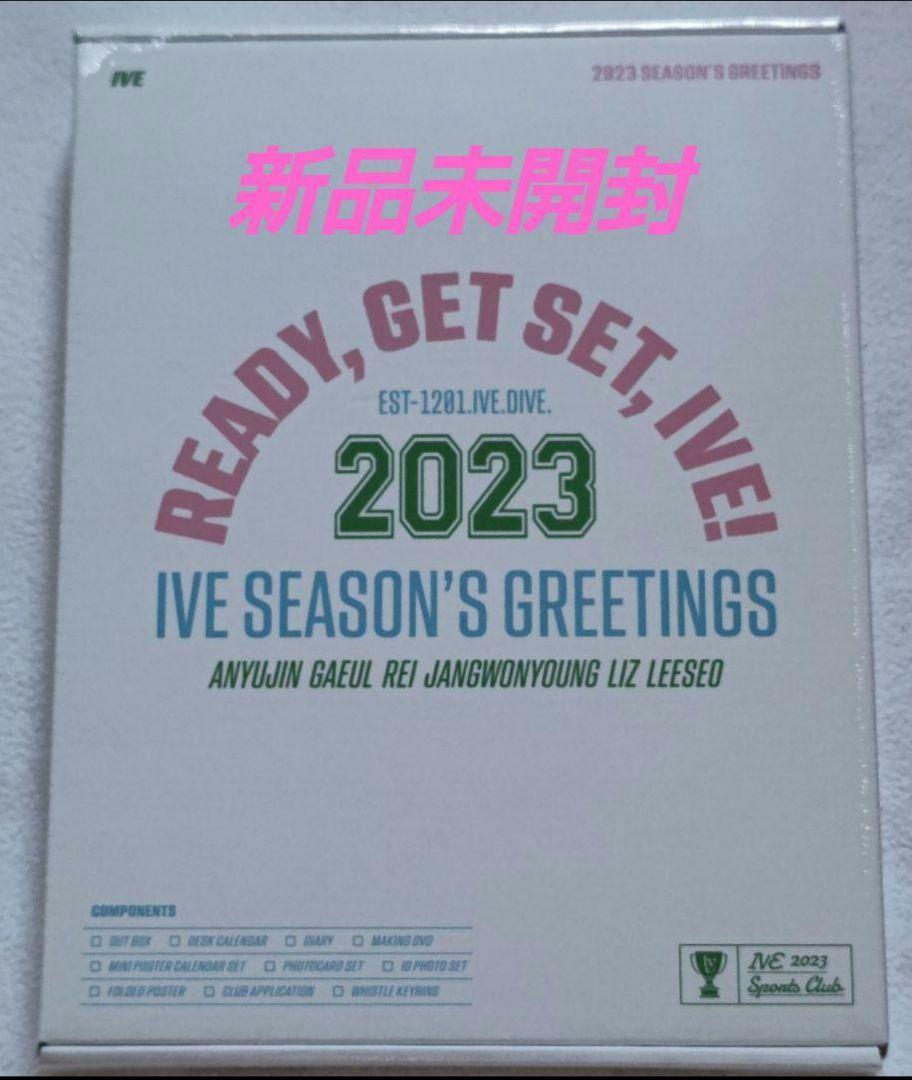 IVE
2023 SEASON'S GREETINGS
新品未開封
READY, GET SET, IVE!
EST-1201.IVE.DIVE.
2023
IVE SEASON'S GREETINGS
ANYUJIN GAEUL REI JANGWONYOUNG LIZ LEESEO
COMPONENTS
OUT BOX DESK CALENDAR DIARY MAKING DVD
MINI POSTER CALENDAR SET PHOTOCARD SET ID PHOTO SET
FOLDED POSTER CLUB APPLICATION WHISTLE KEYRING
IVE 2023
Sports Club